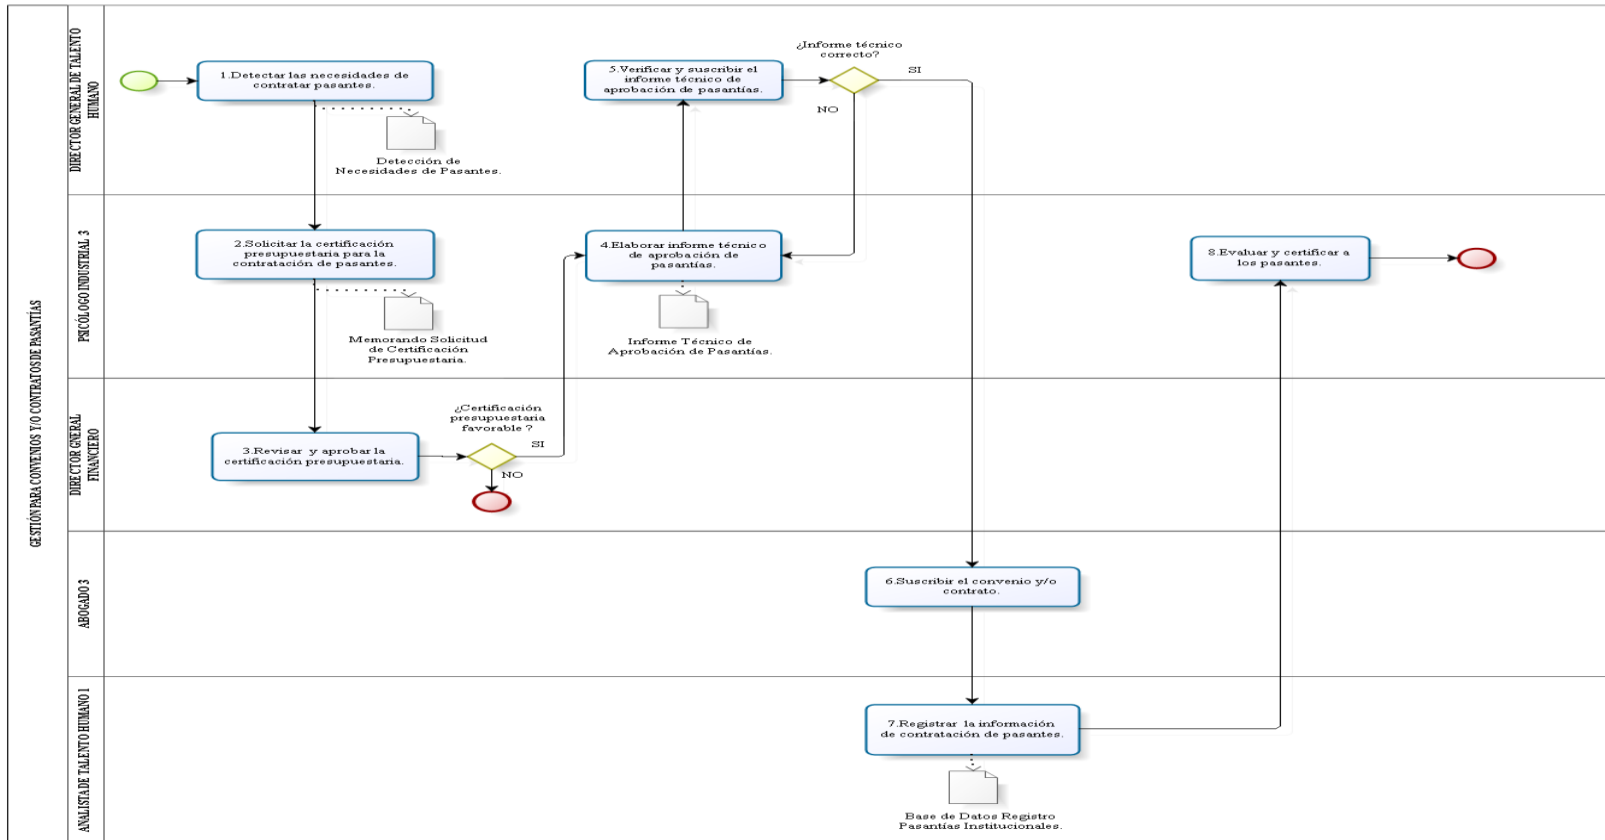 GESTIÓN PARA CONVENIOS Y/O CONTRATOS DE PASANTÍAS
DIRECTOR GENERAL DE TALENTO
HUMANO
1.Detectar las necesidades de
contratar pasantes.
Detección de
Necesidades de Pasantes.
5.Verificar y suscribir el
informe técnico de
aprobación de pasantías.
¿Informe técnico
correcto?
SI
NO
PSICÓLOGO INDUSTRIAL 3
2.Solicitar la certificación
presupuestaria para la
contratación de pasantes.
Memorando Solicitud
de Certificación
Presupuestaria.
4.Elaborar informe técnico
de aprobación de
pasantías.
Informe Técnico de
Aprobación de Pasantías.
8.Evaluar y certificar a
los pasantes.
DIRECTOR GNERAL
FINANCIERO
3.Revisar y aprobar la
certificación presupuestaria.
¿Certificación
presupuestaria
favorable ?
SI
NO
ABOGADO 3
6.Suscribir el convenio y/o
contrato.
ANALISTA DE TALENTO HUMANO 1
7.Registrar la información
de contratación de pasantes.
Base de Datos Registro
Pasantías Institucionales.